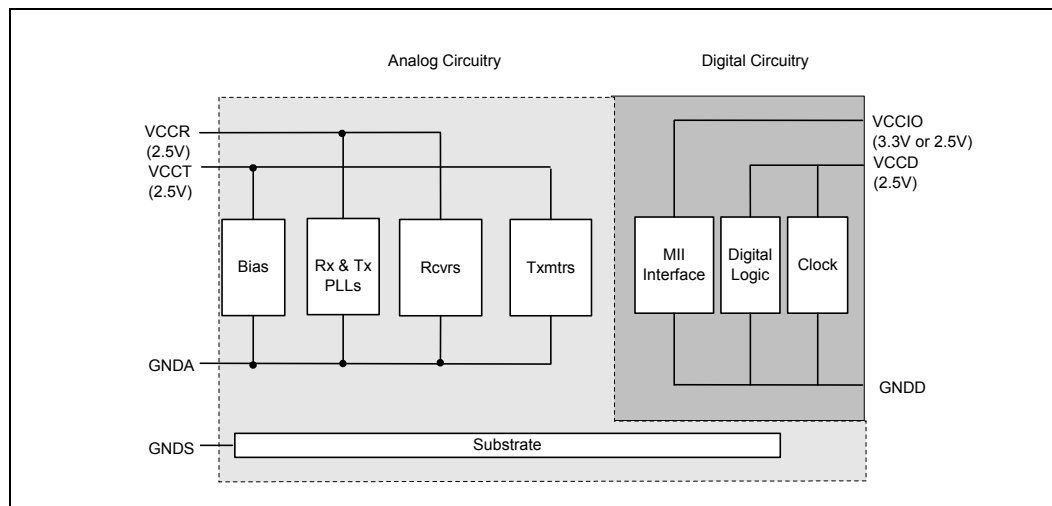 Analog Circuitry
Digital Circuitry
VCCR
(2.5V)
VCCT
(2.5V)
VCCIO
(3.3V or 2.5V)
VCCD
(2.5V)
Bias
Rx & Tx
PLLs
Rcvrs
Txmtrs
MII
Interface
Digital
Logic
Clock
GNDA
GNDD
GNDS
Substrate